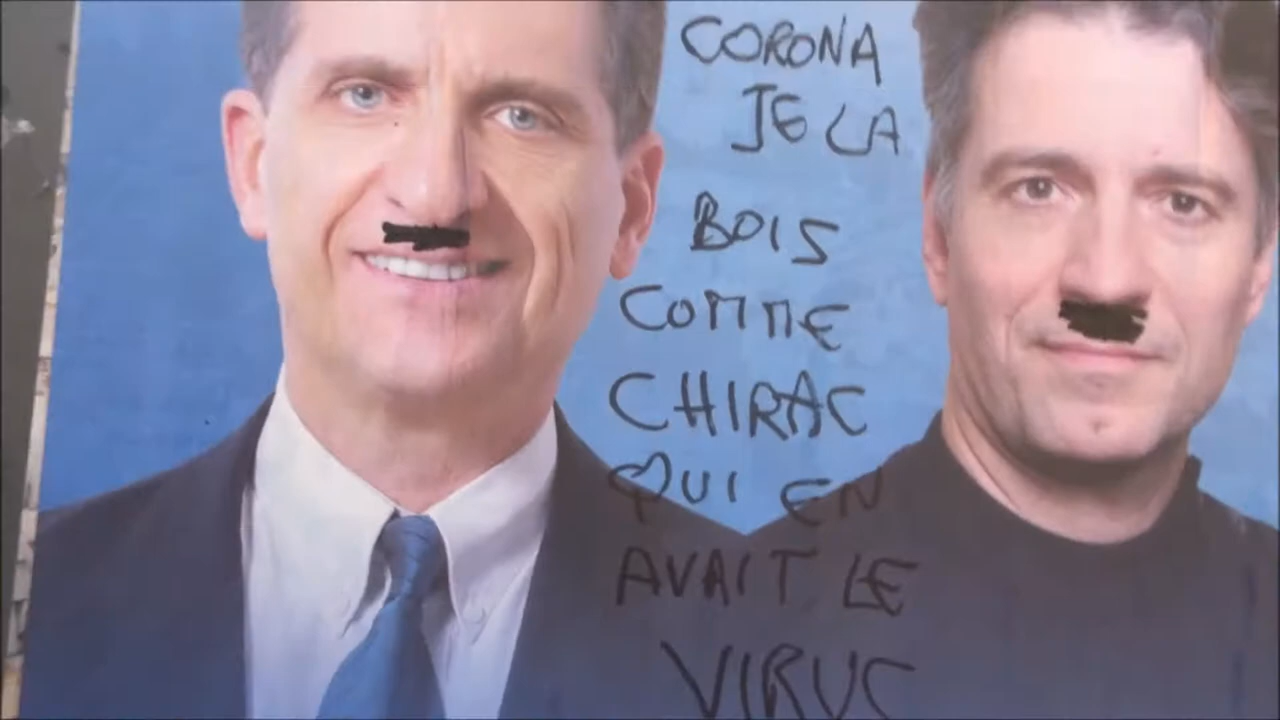 CORONA
JE LA
BOIS
COMME
CHIRAC
QUI EN
AVAIT LE
VIRUS